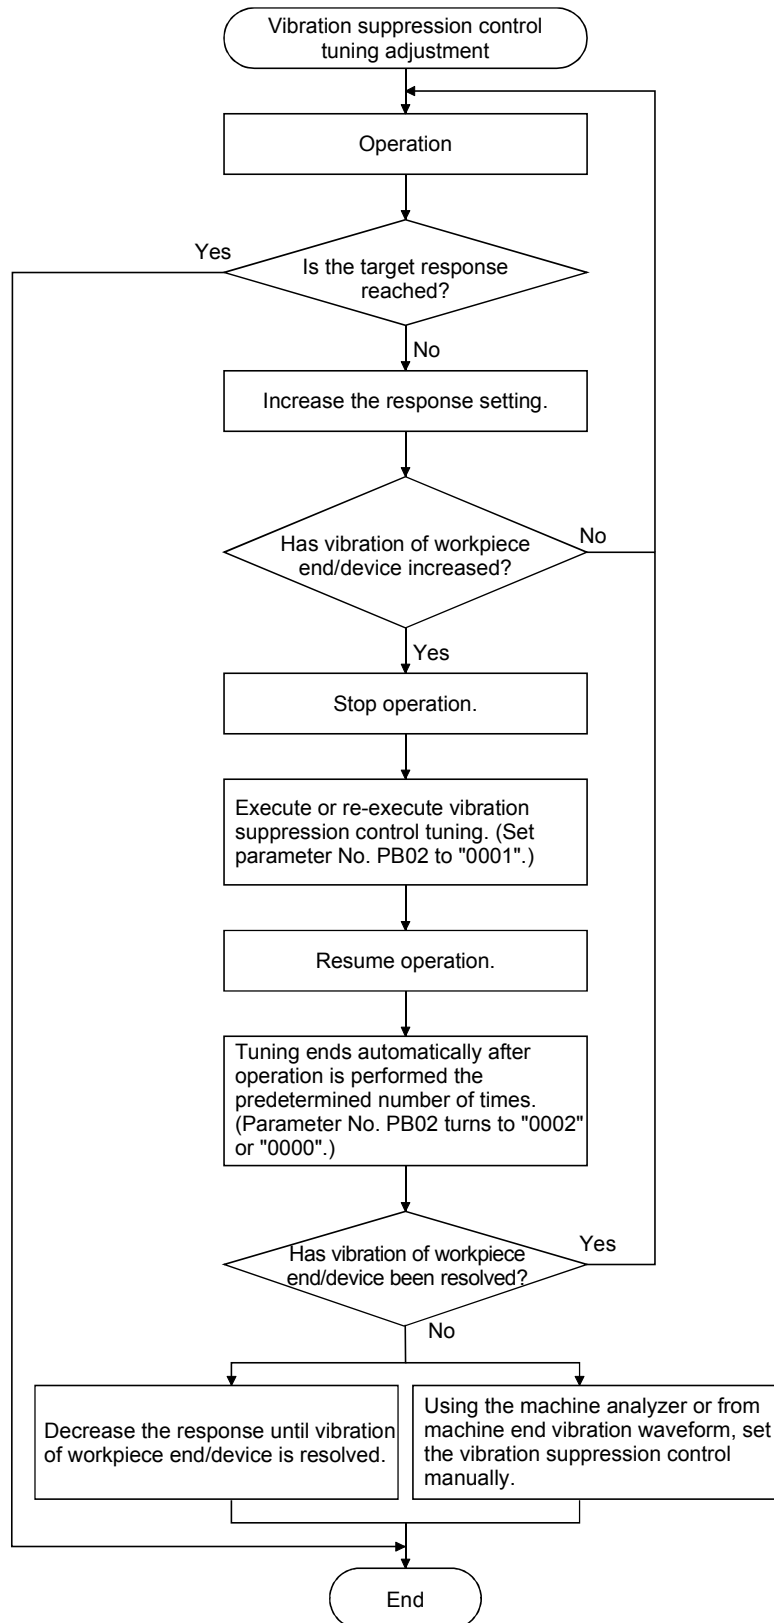 Vibration suppression control
tuning adjustment
Operation
Yes
Is the target response
reached?
No
Increase the response setting.
No
Has vibration of workpiece
end/device increased?
Yes
Stop operation.
Execute or re-execute vibration
suppression control tuning. (Set
parameter No. PB02 to "0001".)
Resume operation.
Tuning ends automatically after
operation is performed the
predetermined number of times.
(Parameter No. PB02 turns to "0002"
or "0000".)
Has vibration of workpiece
end/device been resolved?
Yes
No
Decrease the response until vibration
of workpiece end/device is resolved.
Using the machine analyzer or from
machine end vibration waveform, set
the vibration suppression control
manually.
End